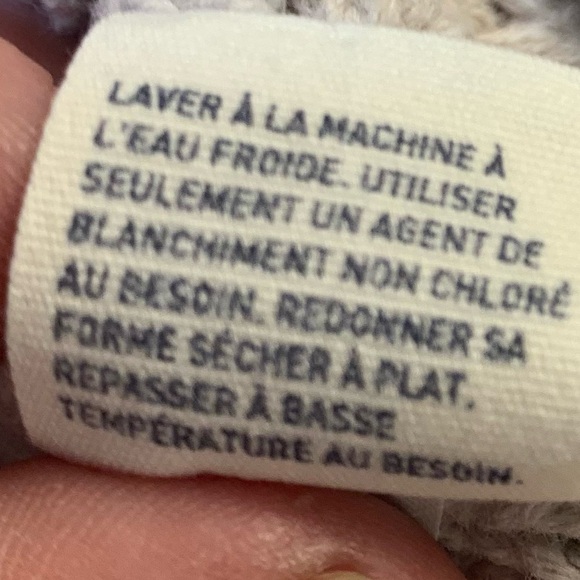 LAVER À LA MACHINE À
L'EAU FROIDE. UTILISER
SEULEMENT UN AGENT DE
BLANCHIMENT NON CHLORÉ
AU BESOIN. REDONNER SA
FORME SÉCHER À PLAT.
REPASSER À BASSE
TEMPÉRATURE AU BESOIN.